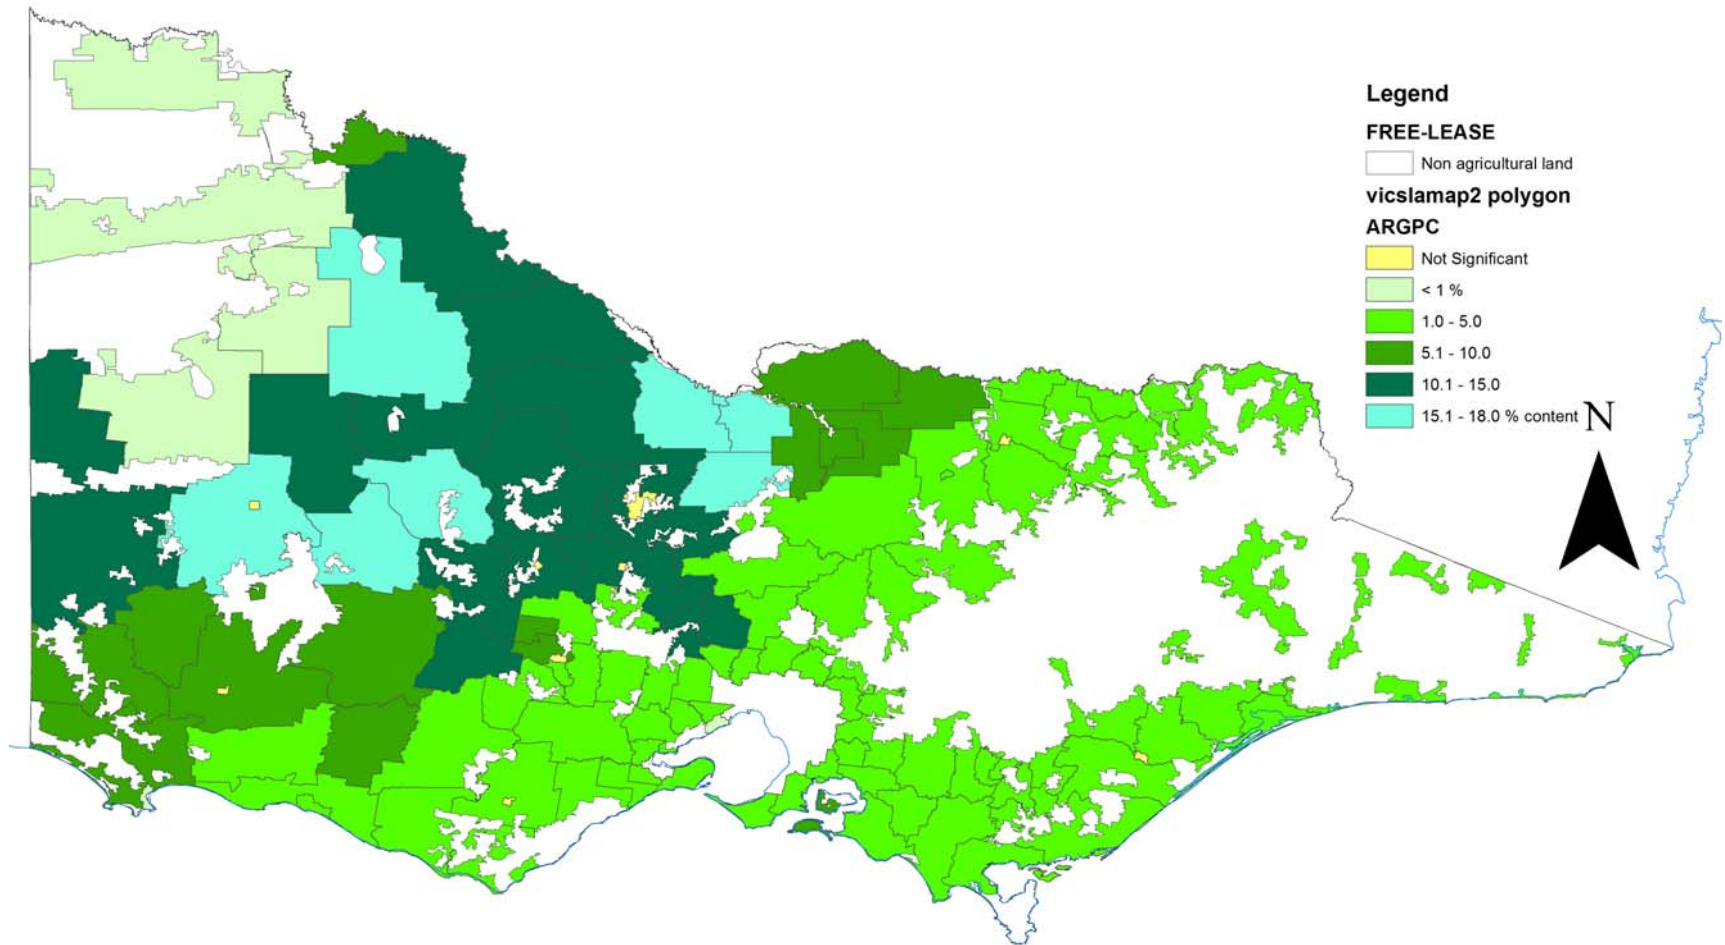 Legend
FREE-LEASE
Non agricultural land
vicslamap2 polygon
ARGPC
Not Significant
< 1 %
1.0 - 5.0
5.1 - 10.0
10.1 - 15.0
15.1 - 18.0 % content
N